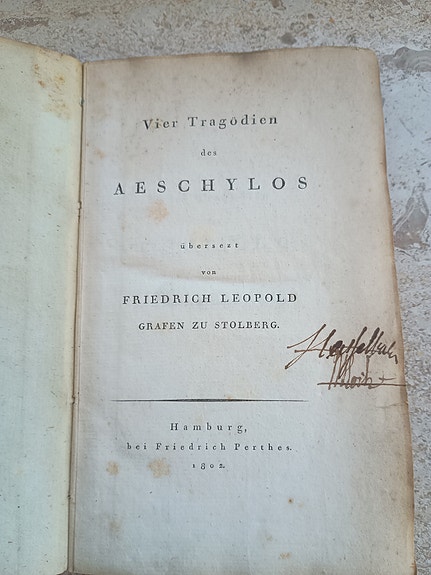 Vier Tragödien
des
AESCHYLOS
übersezt
von
FRIEDRICH LEOPOLD
GRAFEN ZU STOLBERG.
Hamburg,
bei Friedrich Perthes.
1802.